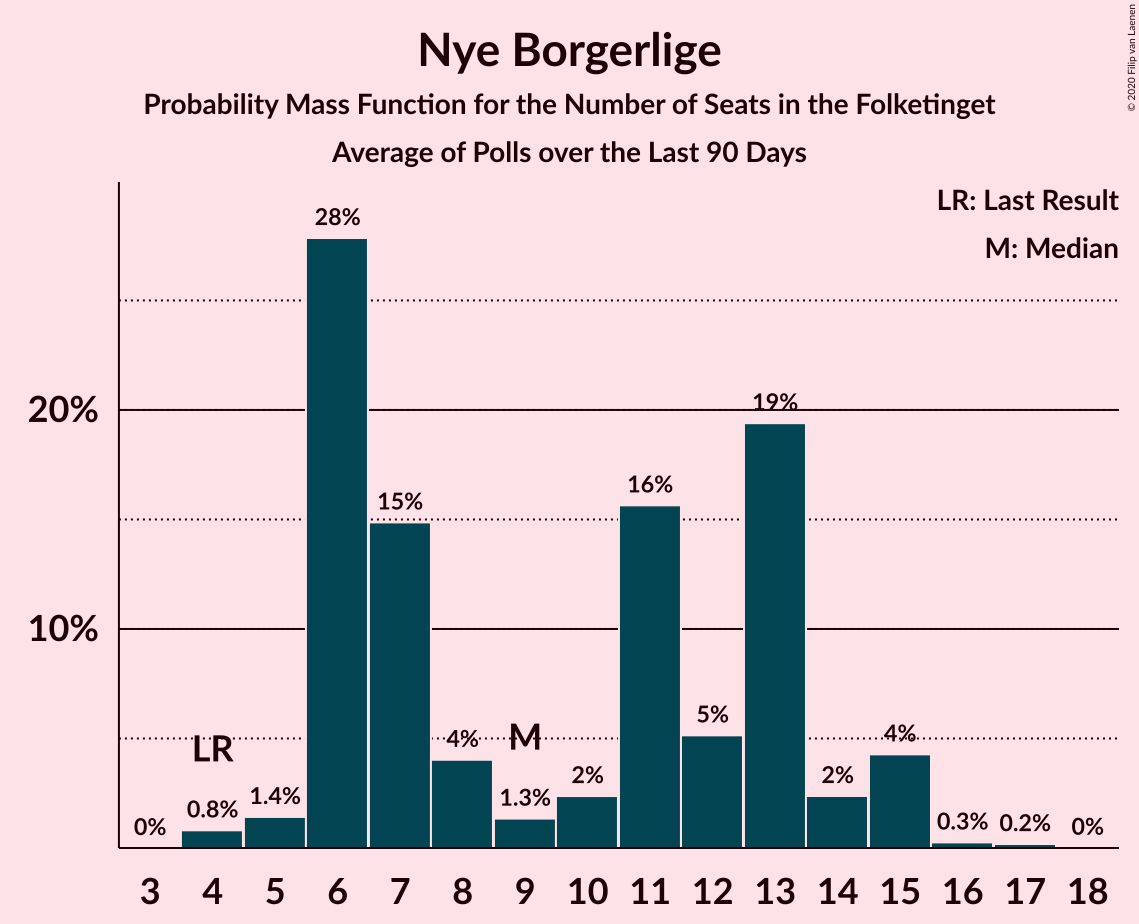 Nye Borgerlige
Probability Mass Function for the Number of Seats in the Folketinget
Average of Polls over the Last 90 Days
© 2020 Filip van Laenen
LR: Last Result
M: Median
28%
20%
19%
16%
15%
10%
5%
4%
M
4%
LR
2%
2%
1.3%
1.4%
0.8%
0%
0.3%
0.2%
0%
3 4 5 6 7 8 9 10 11 12 13 14 15 16 17 18